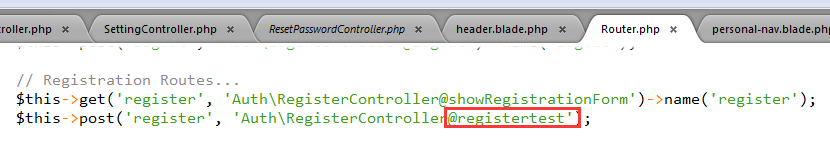 roller.php × SettingController.php × ResetPasswordController.php × header.blade.php × Router.php × personal-nav.blade.php
// Registration Routes...
$this->get('register', 'Auth\RegisterController@showRegistrationForm')->name('register');
$this->post('register', 'Auth\RegisterController@registertest');